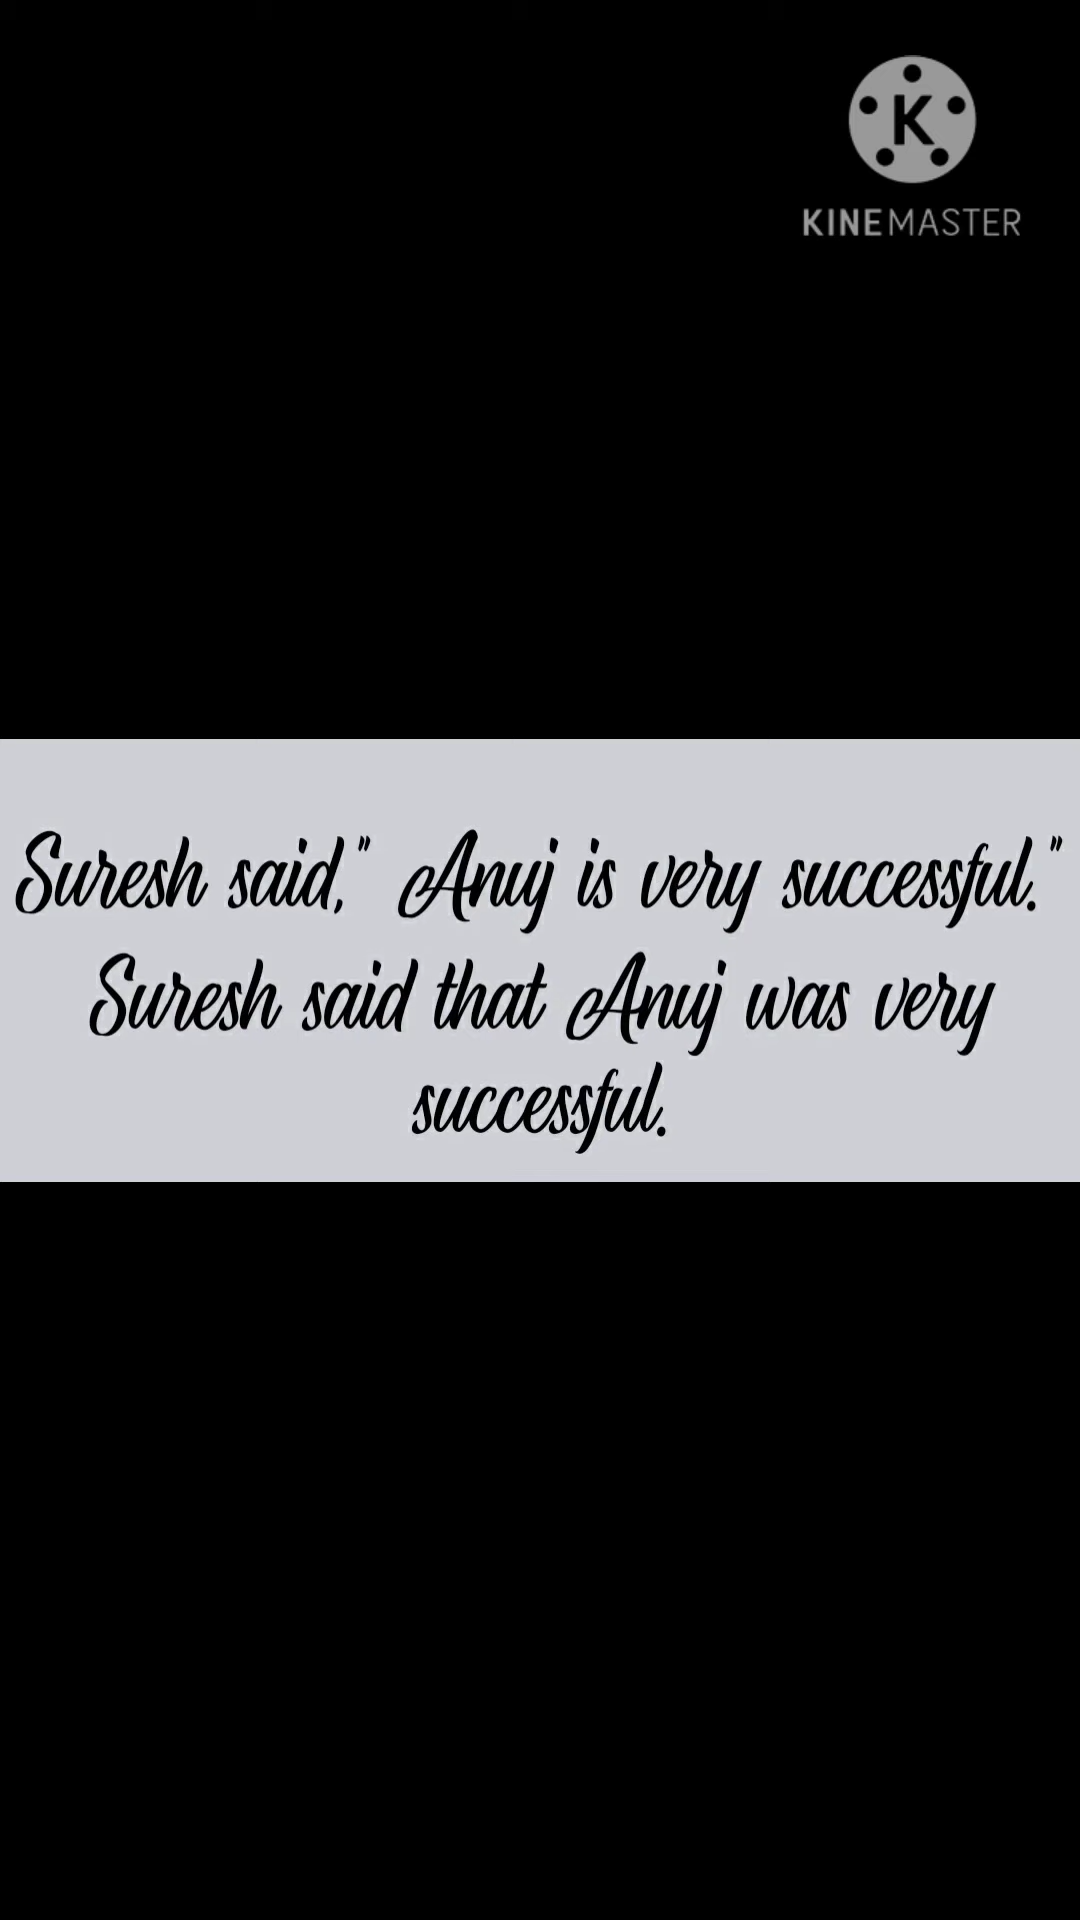 K
KINEMASTER
Suresh said," Anuj is very successful."
Suresh said that Anuj was very
successful.